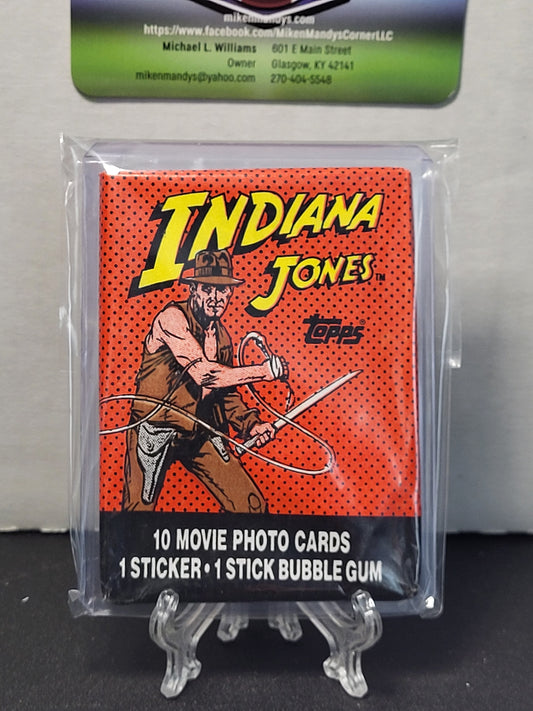 mikenmandys.com
https://www.facebook.com/MikenMandysCornerLLC
Michael L. Williams 601 E Main Street
Owner Glasgow, KY 42141
mikenmandys@yahoo.com 270-404-5548
INDIANA
JONES™
topps®
10 MOVIE PHOTO CARDS
1 STICKER • 1 STICK BUBBLE GUM